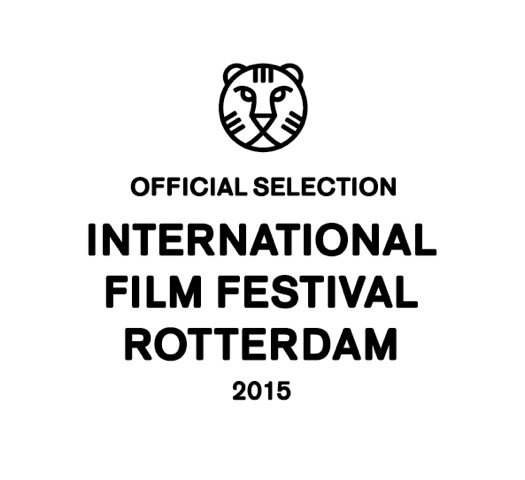 OFFICIAL SELECTION
INTERNATIONAL
FILM FESTIVAL
ROTTERDAM
2015